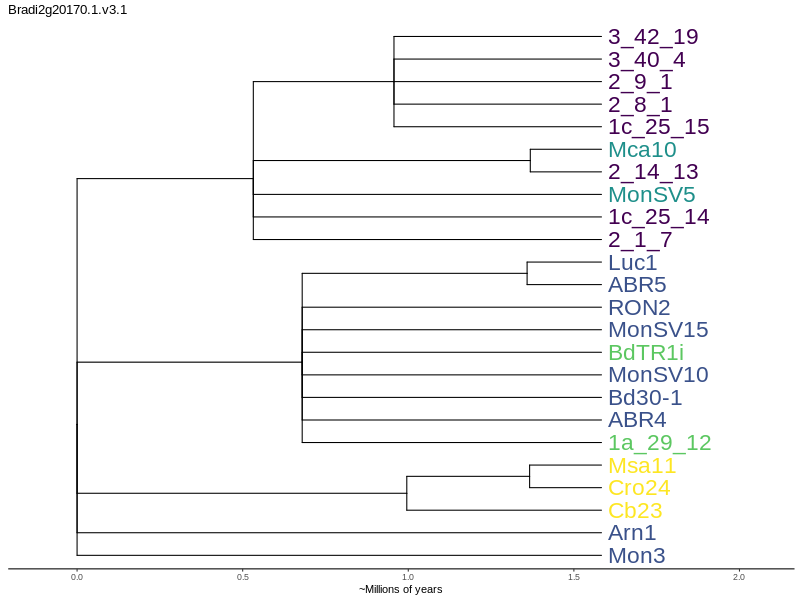 Bradi2g20170.1.v3.1
3_42_19
3_40_4
2_9_1
2_8_1
1c_25_15
Mca10
2_14_13
MonSV5
1c_25_14
2_1_7
Luc1
ABR5
RON2
MonSV15
BdTR1i
MonSV10
Bd30-1
ABR4
1a_29_12
Msa11
Cro24
Cb23
Arn1
Mon3
0.0 0.5 1.0 1.5 2.0
~Millions of years